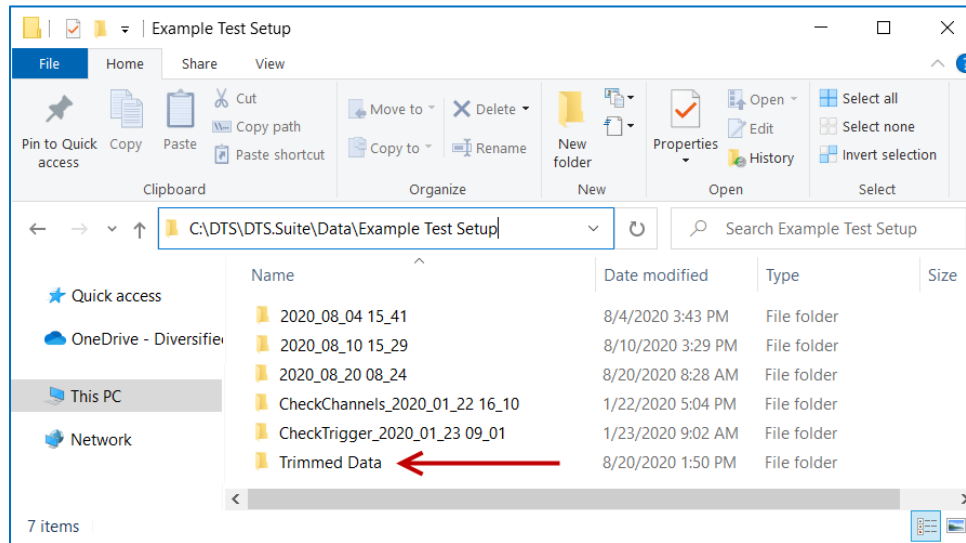 Example Test Setup
File Home Share View
Pin to Quick access
Copy
Paste
Cut
Copy path
Paste shortcut
Clipboard
Move to
Copy to
Delete
Rename
Organize
New folder
New
Properties
Open
Edit
History
Open
Select all
Select none
Invert selection
Select
C:\DTS\DTS.Suite\Data\Example Test Setup
Search Example Test Setup
Name Date modified Type Size
Quick access
OneDrive - Diversifie
This PC
Network
2020_08_04 15_41 8/4/2020 3:43 PM File folder
2020_08_10 15_29 8/10/2020 3:29 PM File folder
2020_08_20 08_24 8/20/2020 8:28 AM File folder
CheckChannels_2020_01_22 16_10 1/22/2020 5:04 PM File folder
CheckTrigger_2020_01_23 09_01 1/23/2020 9:02 AM File folder
Trimmed Data 8/20/2020 1:50 PM File folder
7 items